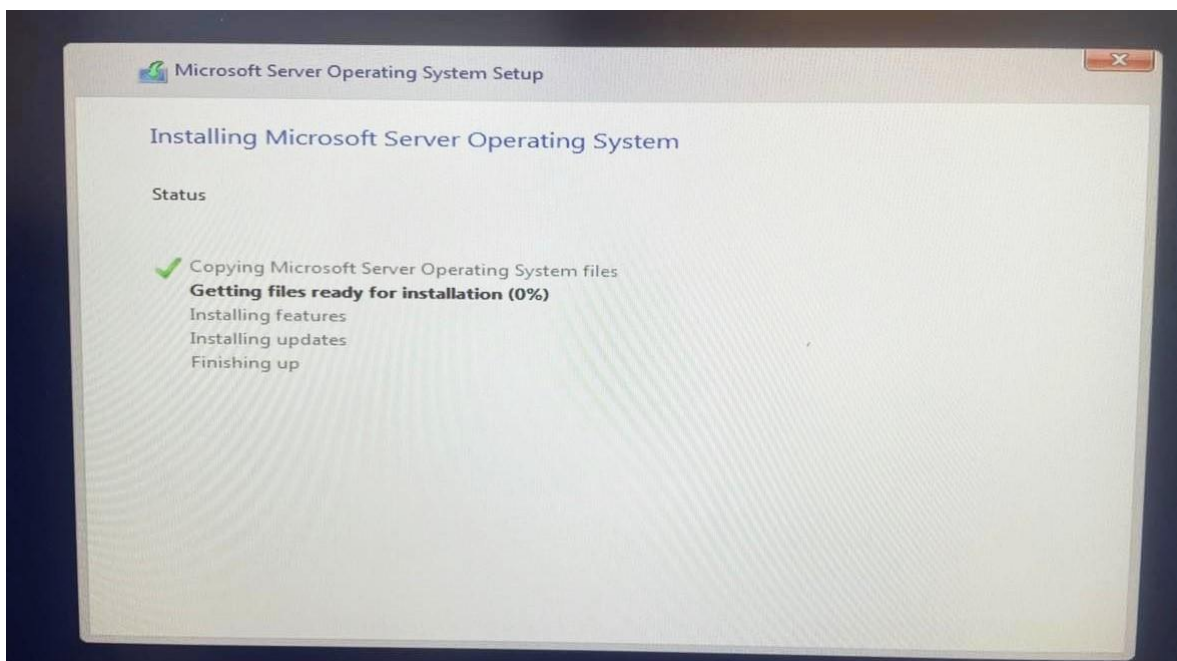 Microsoft Server Operating System Setup
Installing Microsoft Server Operating System
Status
Copying Microsoft Server Operating System files
Getting files ready for installation (0%)
Installing features
Installing updates
Finishing up